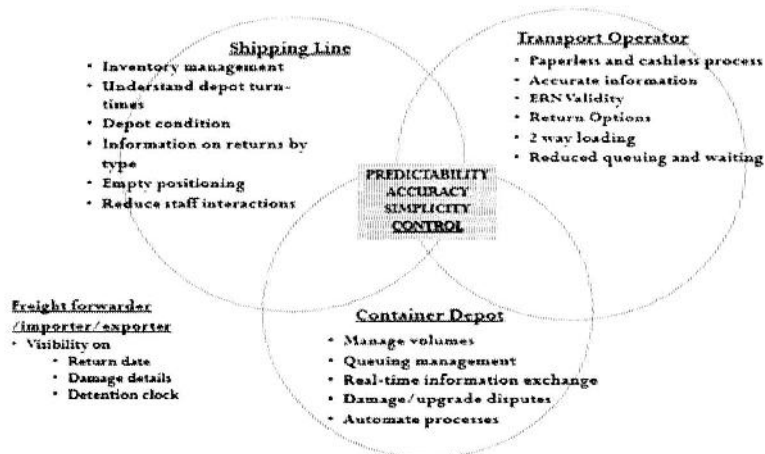 Shipping Line
• Inventory management
• Understand depot turn-
times
• Depot condition
• Information on returns by
type
• Empty positioning
• Reduce staff interactions
Transport Operator
• Paperless and cashless process
• Accurate information
• ERN Validity
• Return Options
• 2 way loading
• Reduced queuing and waiting
PREDICTABILITY
ACCURACY
SIMPLICITY
CONTROL
Freight forwarder
/importer/exporter
• Visibility on
• Return date
• Damage details
• Detention clock
Container Depot
• Manage volumes
• Queuing management
• Real-time information exchange
• Damage/upgrade disputes
• Automate processes